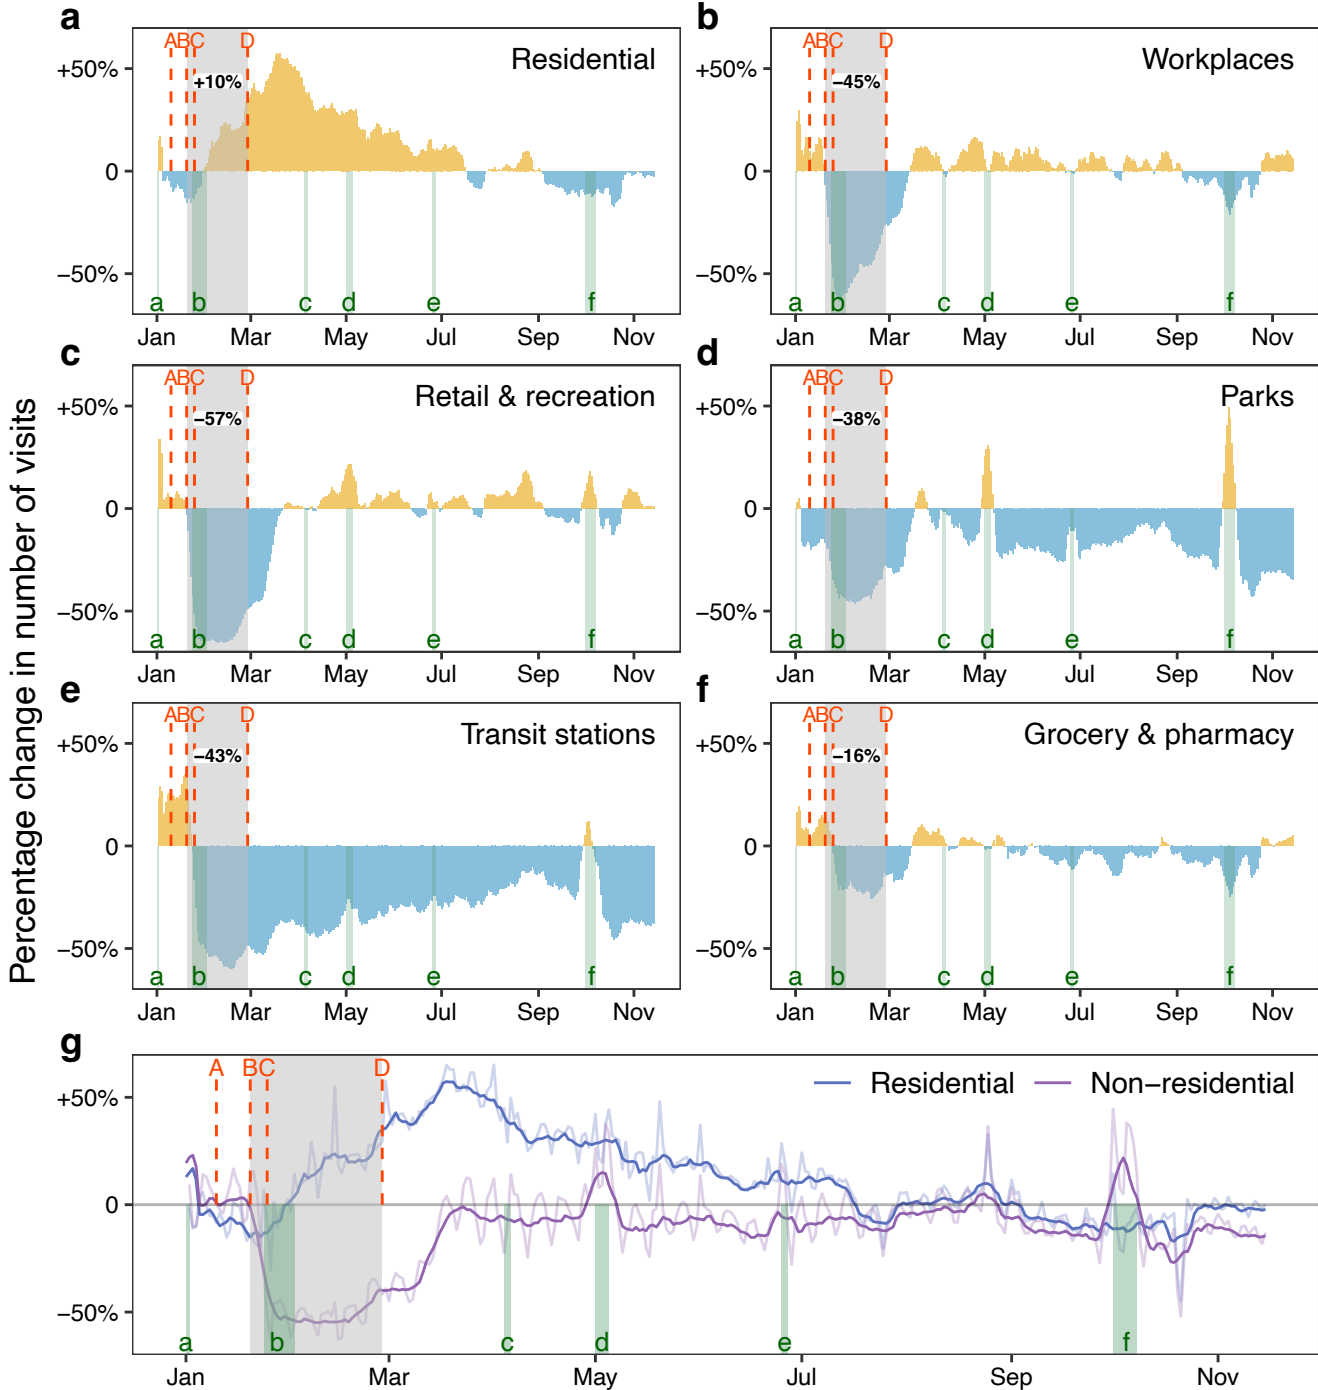 Percentage change in number of visits
a
Residential
ABC D
+10%
+50%
0
−50%
a b c d e f
Jan Mar May Jul Sep Nov
b
Workplaces
ABC D
−45%
+50%
0
−50%
a b c d e f
Jan Mar May Jul Sep Nov
c
Retail & recreation
ABC D
−57%
+50%
0
−50%
a b c d e f
Jan Mar May Jul Sep Nov
d
Parks
ABC D
−38%
+50%
0
−50%
a b c d e f
Jan Mar May Jul Sep Nov
e
Transit stations
ABC D
−43%
+50%
0
−50%
a b c d e f
Jan Mar May Jul Sep Nov
f
Grocery & pharmacy
ABC D
−16%
+50%
0
−50%
a b c d e f
Jan Mar May Jul Sep Nov
g
A BC D
Residential Non−residential
+50%
0
−50%
a b c d e f
Jan Mar May Jul Sep Nov